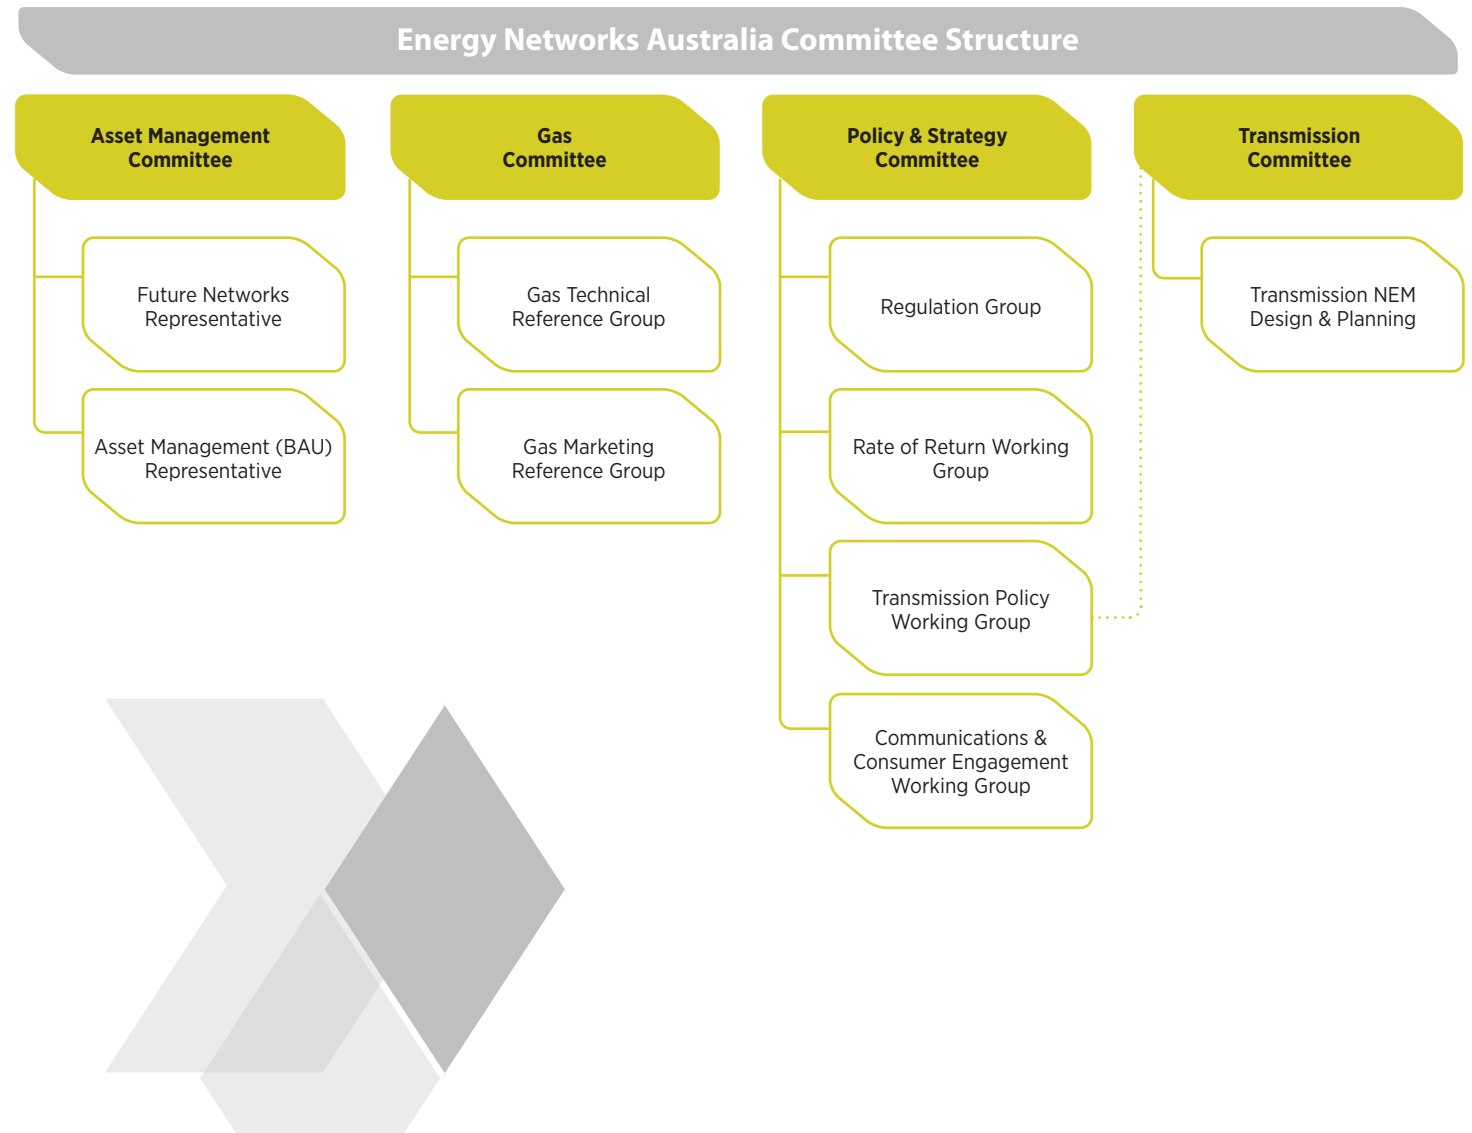 Energy Networks Australia Committee Structure
Asset Management
Committee
Future Networks
Representative
Asset Management (BAU)
Representative
Gas
Committee
Gas Technical
Reference Group
Gas Marketing
Reference Group
Policy & Strategy
Committee
Regulation Group
Rate of Return Working
Group
Transmission Policy
Working Group
Communications &
Consumer Engagement
Working Group
Transmission
Committee
Transmission NEM
Design & Planning